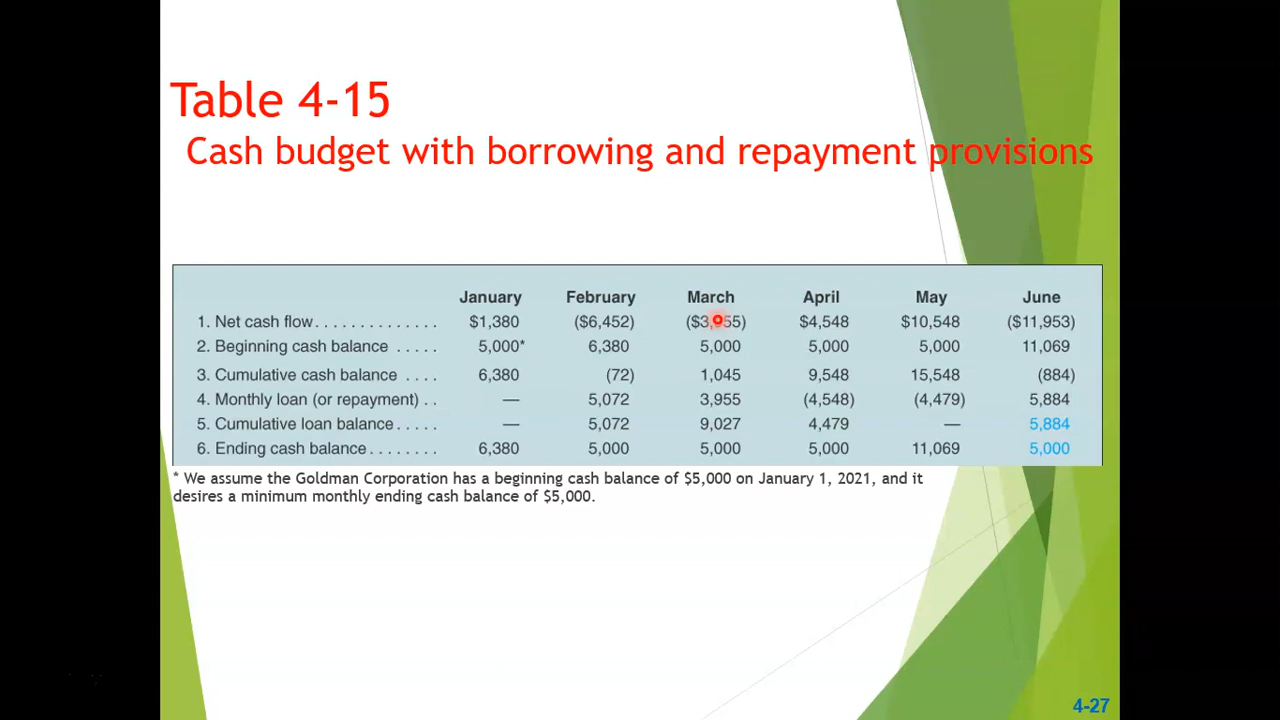 Table 4-15
Cash budget with borrowing and repayment provisions
January February March April May June
1. Net cash flow. . . . . . . . . . . . . . $1,380 ($6,452) $4,548 $10,548 ($11,953)
2. Beginning cash balance . . . . . 5,000* 6,380 5,000 5,000 5,000 11,069
3. Cumulative cash balance . . . . 6,380 (72) 1,045 9,548 15,548 (884)
4. Monthly loan (or repayment) . . — 5,072 3,955 (4,548) (4,479) 5,884
5. Cumulative loan balance. . . . . — 5,072 9,027 4,479 — 5,884
6. Ending cash balance. . . . . . . . 6,380 5,000 5,000 5,000 11,069 5,000
* We assume the Goldman Corporation has a beginning cash balance of $5,000 on January 1, 2021, and it
desires a minimum monthly ending cash balance of $5,000.
4-27